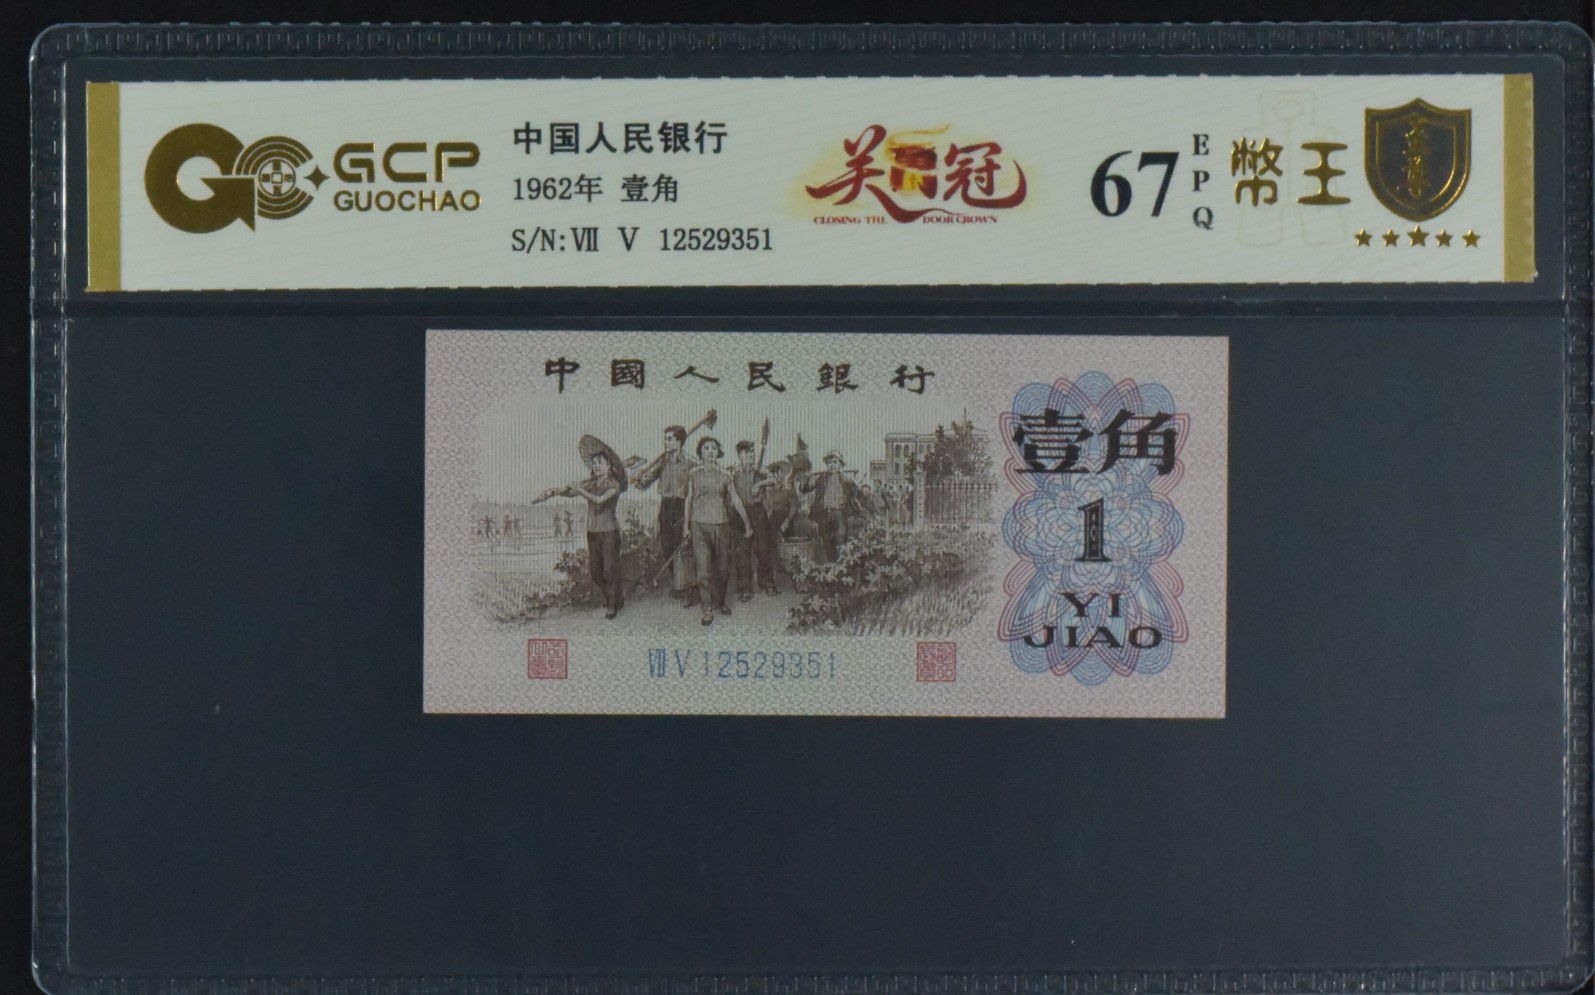 GCP
GUOCHAO
中国人民银行
1962年 壹角
S/N:Ⅶ Ⅴ 12529351
关门冠
CLOSING THE DOOR CROWN
67
EPQ
幣王
至尊
中國人民銀行
壹角
1
YI
JIAO
Ⅶ Ⅴ 12529351